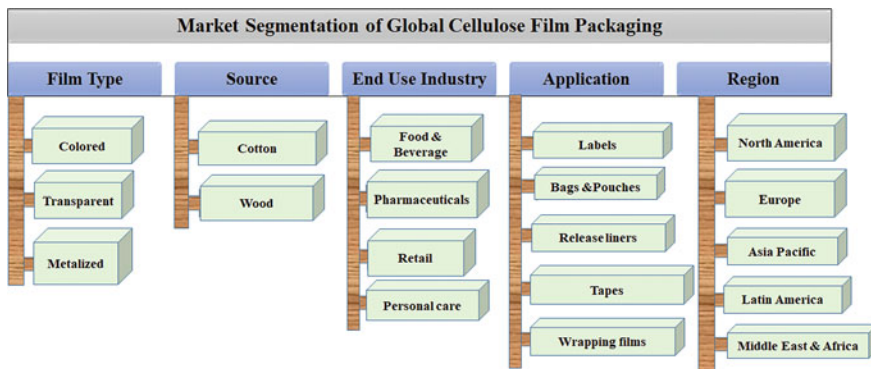 Market Segmentation of Global Cellulose Film Packaging
Film Type
Colored
Transparent
Metalized
Source
Cotton
Wood
End Use Industry
Food &
Beverage
Pharmaceuticals
Retail
Personal care
Application
Labels
Bags & Pouches
Release liners
Tapes
Wrapping films
Region
North America
Europe
Asia Pacific
Latin America
Middle East & Africa